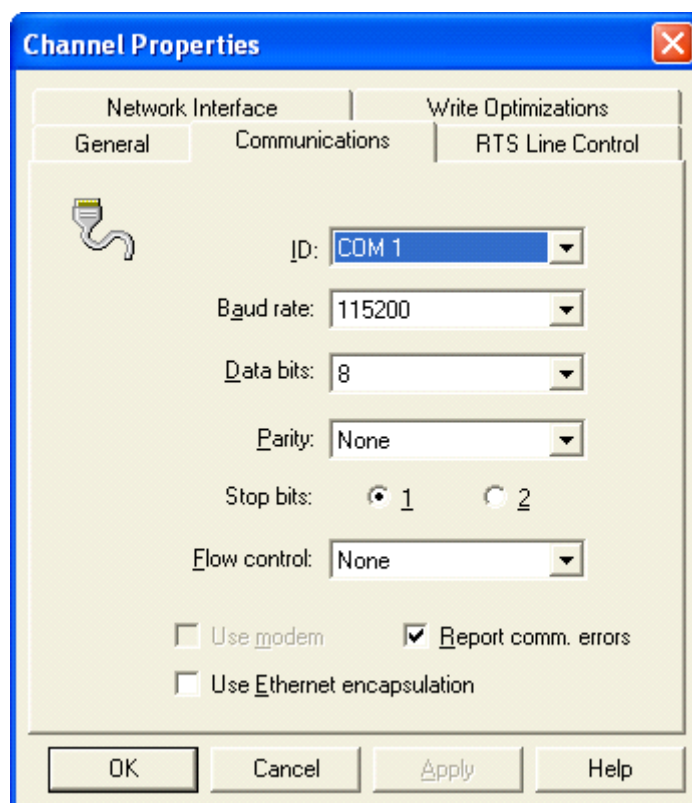 Channel Properties
Network Interface Write Optimizations
General Communications RTS Line Control
ID: COM 1
Baud rate: 115200
Data bits: 8
Parity: None
Stop bits: 1 2
Flow control: None
Use modem Report comm. errors
Use Ethernet encapsulation
OK Cancel Apply Help